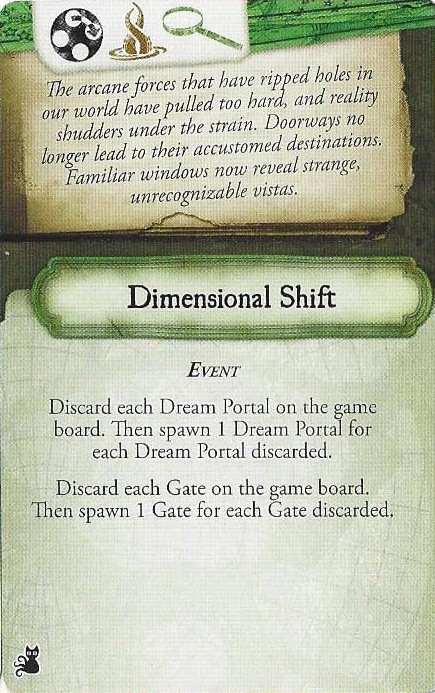 The arcane forces that have ripped holes in
our world have pulled too hard, and reality
shudders under the strain. Doorways no
longer lead to their accustomed destinations.
Familiar windows now reveal strange,
unrecognizable vistas.
Dimensional Shift
EVENT
Discard each Dream Portal on the game
board. Then spawn 1 Dream Portal for
each Dream Portal discarded.
Discard each Gate on the game board.
Then spawn 1 Gate for each Gate discarded.